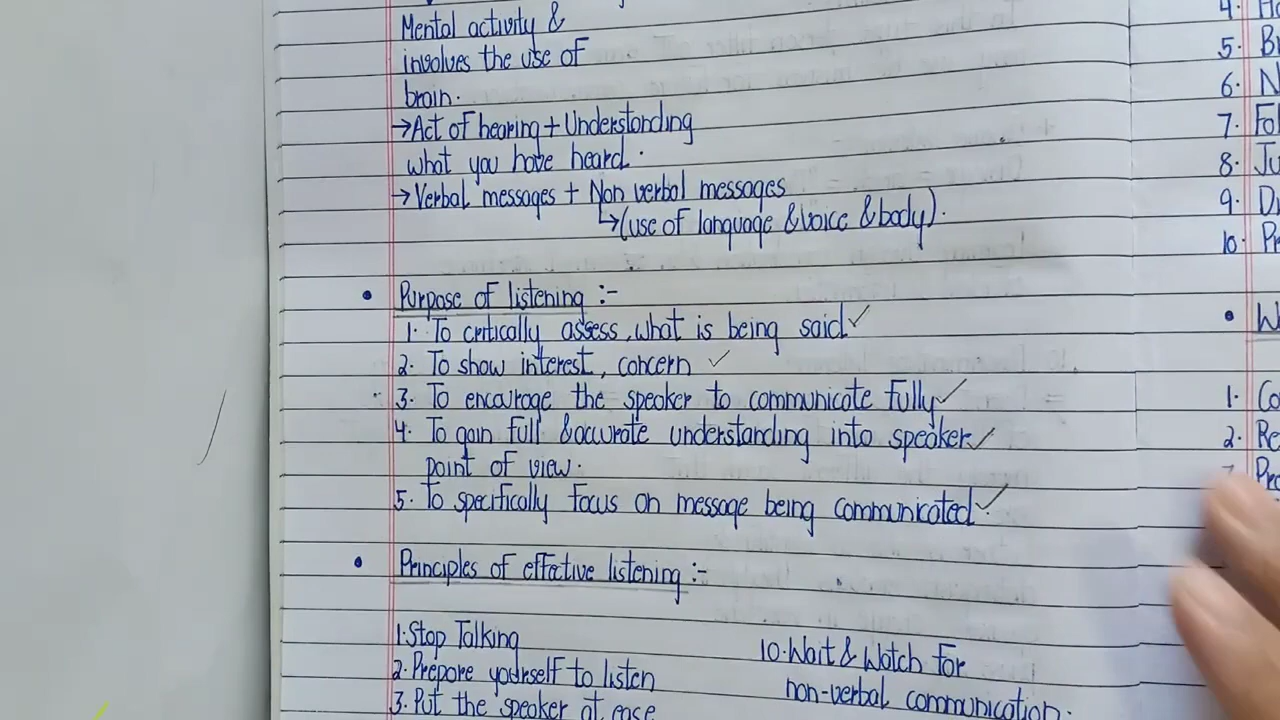 Mental activity &
involves the use of
brain.
→Act of hearing + Understanding
what you have heard.
→Verbal messages + Non verbal messages
↳(use of language & voice & body).
• Purpose of listening :-
1. To critically assess, what is being said ✓
2. To show interest, concern ✓
3. To encourage the speaker to communicate fully ✓
4. To gain full & accurate understanding into speaker ✓
point of view.
5. To specifically focus on message being communicated ✓
• Principles of effective listening :-
1. Stop Talking
2. Prepare yourself to listen
3. Put the speaker at ease
10. Wait & Watch for
non-verbal communication.
4.
5.
6.
7.
8.
9.
10.
•
1.
2.